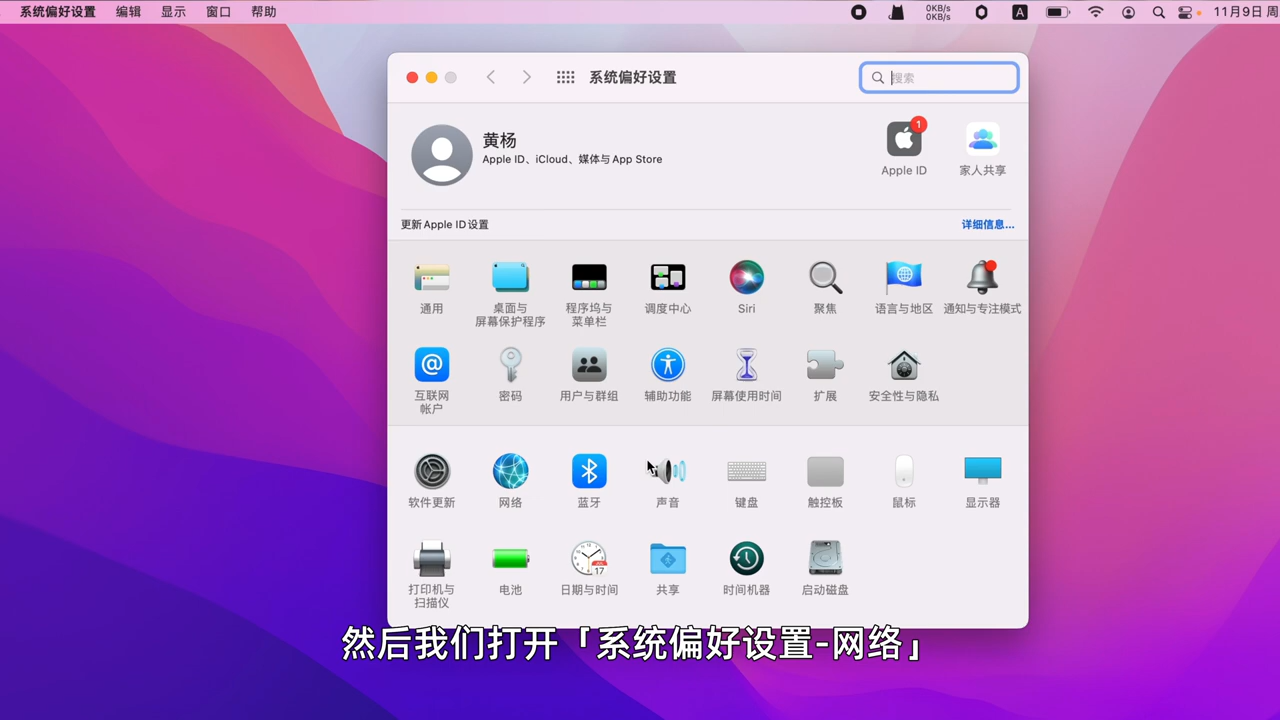 系统偏好设置 编辑 显示 窗口 帮助
0KB/s
0KB/s
A
11月9日 周
系统偏好设置
搜索
黄杨
Apple ID、iCloud、媒体与 App Store
1
Apple ID
家人共享
更新 Apple ID 设置
详细信息...
通用
桌面与
屏幕保护程序
程序坞与
菜单栏
调度中心
Siri
聚焦
语言与地区
通知与专注模式
互联网
帐户
密码
用户与群组
辅助功能
屏幕使用时间
扩展
安全性与隐私
软件更新
网络
蓝牙
声音
键盘
触控板
鼠标
显示器
打印机与
扫描仪
电池
17
日期与时间
共享
时间机器
启动磁盘
然后我们打开「系统偏好设置-网络」